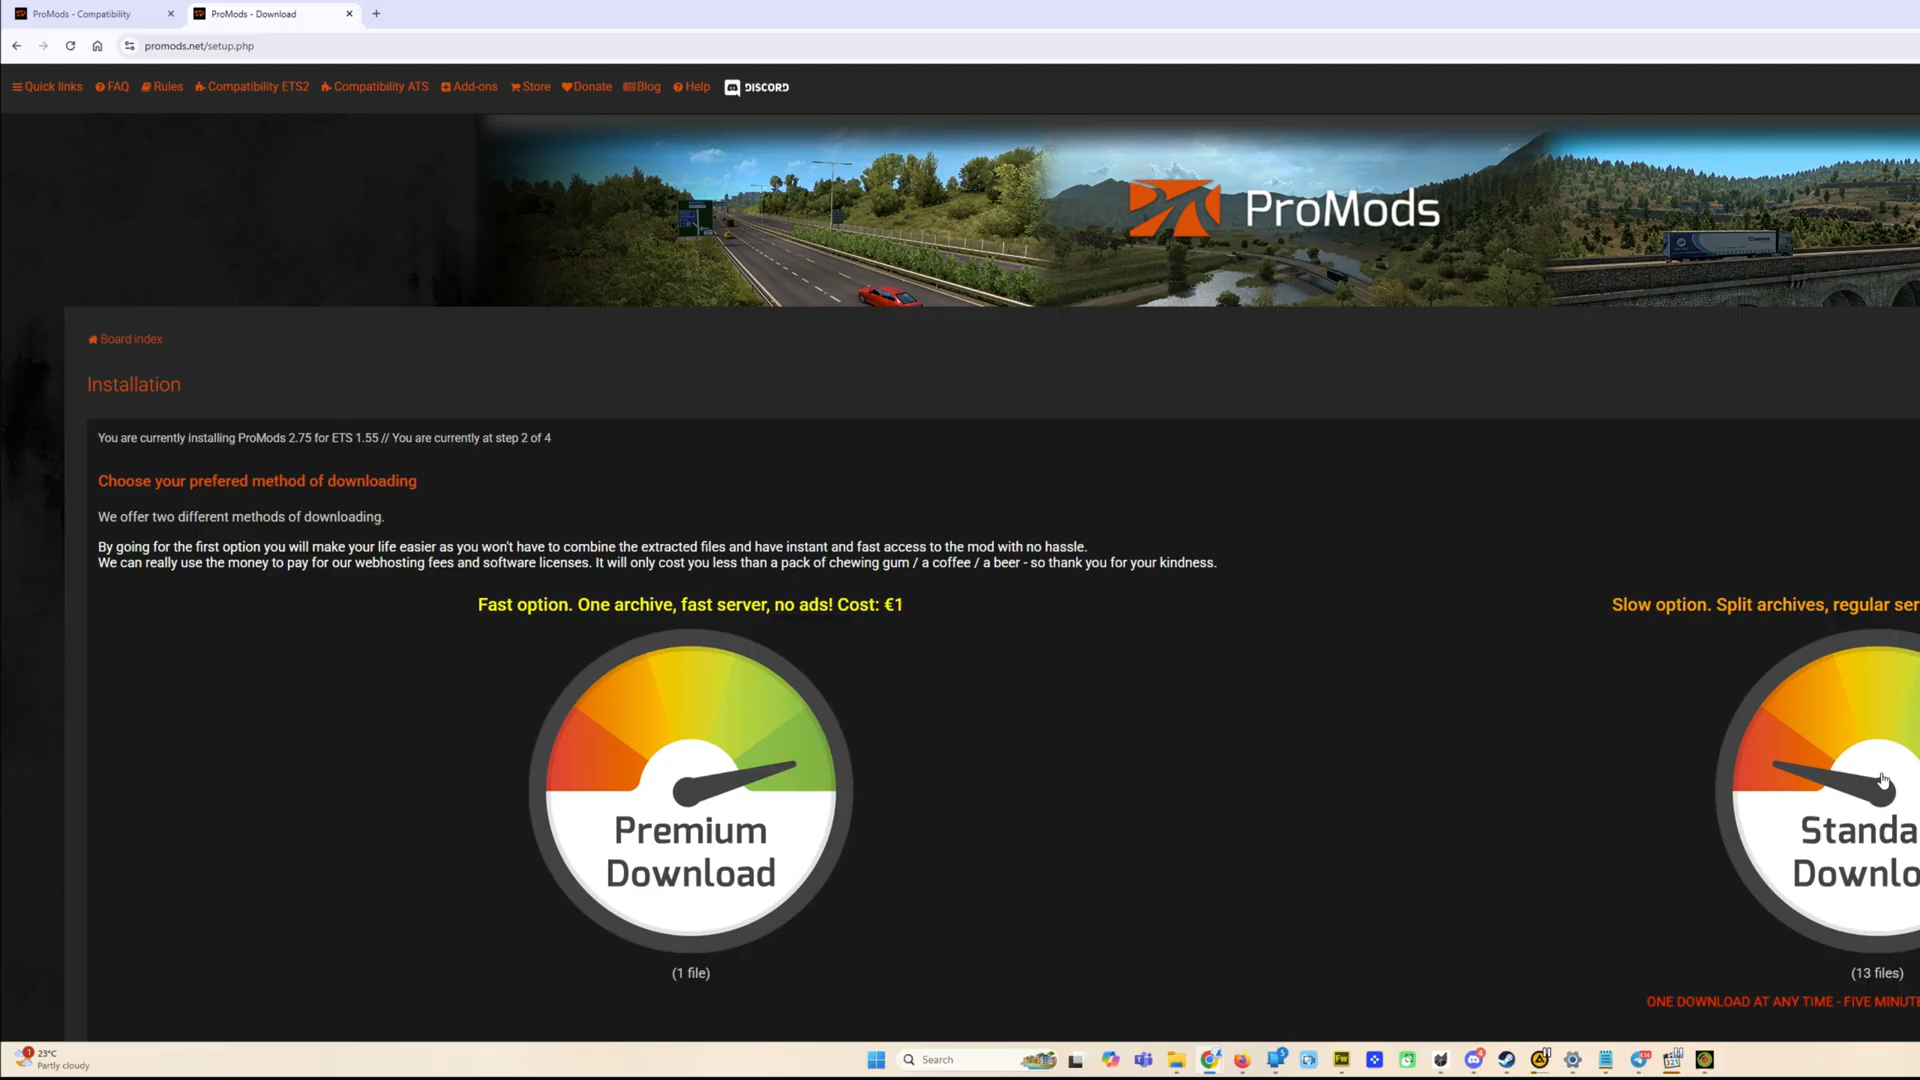 ProMods - Compatibility
ProMods - Download
promods.net/setup.php
Quick links FAQ Rules Compatibility ETS2 Compatibility ATS Add-ons Store Donate Blog Help DISCORD
ProMods
Board index
Installation
You are currently installing ProMods 2.75 for ETS 1.55 // You are currently at step 2 of 4
Choose your prefered method of downloading
We offer two different methods of downloading.
By going for the first option you will make your life easier as you won't have to combine the extracted files and have instant and fast access to the mod with no hassle.
We can really use the money to pay for our webhosting fees and software licenses. It will only cost you less than a pack of chewing gum / a coffee / a beer - so thank you for your kindness.
Fast option. One archive, fast server, no ads! Cost: €1
Slow option. Split archives, regular ser
Premium
Download
Standa
Downlo
(1 file)
(13 files)
ONE DOWNLOAD AT ANY TIME - FIVE MINUTE
23°C
Partly cloudy
Search